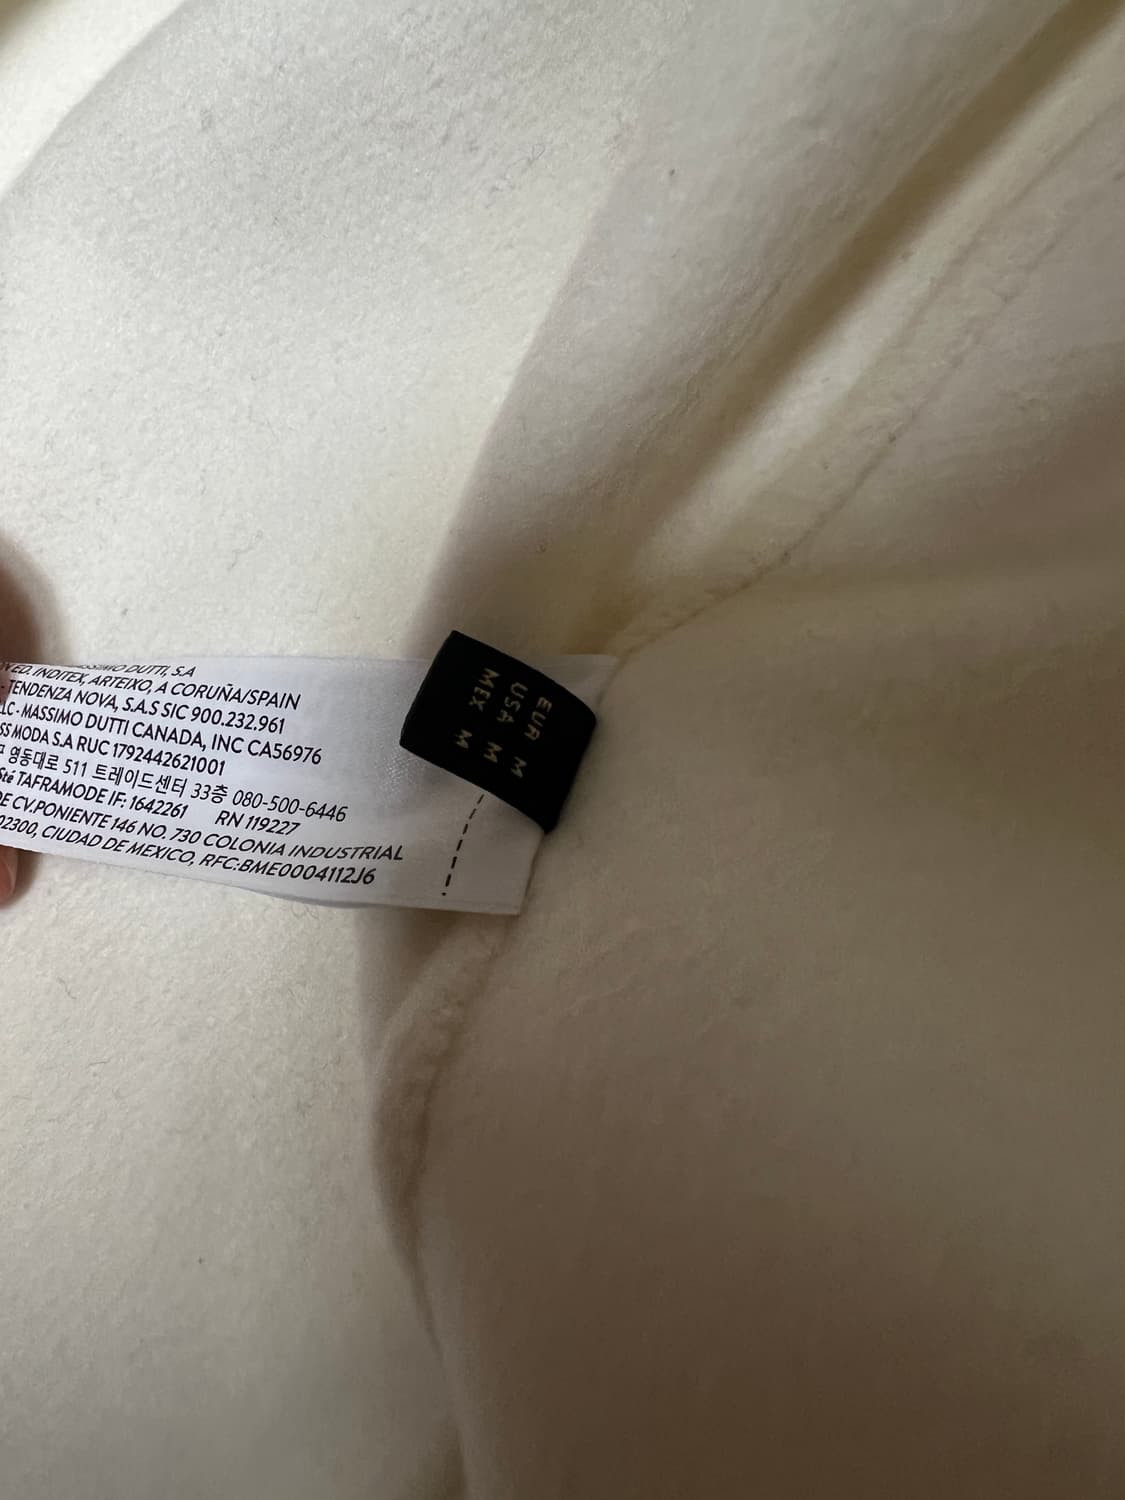 MASSIMO DUTTI, S.A
ED. INDITEX, ARTEIXO, A CORUÑA/SPAIN
- TENDENZA NOVA, S.A.S SIC 900.232.961
LC - MASSIMO DUTTI CANADA, INC CA56976
SS MODA S.A RUC 1792442621001
영동대로 511 트레이드센터 33층 080-500-6446
Sté TAFRAMODE IF: 1642261 RN 119227
DE CV.PONIENTE 146 NO. 730 COLONIA INDUSTRIAL
02300, CIUDAD DE MEXICO, RFC:BME0004112J6
EUR M
USA M
MEX M